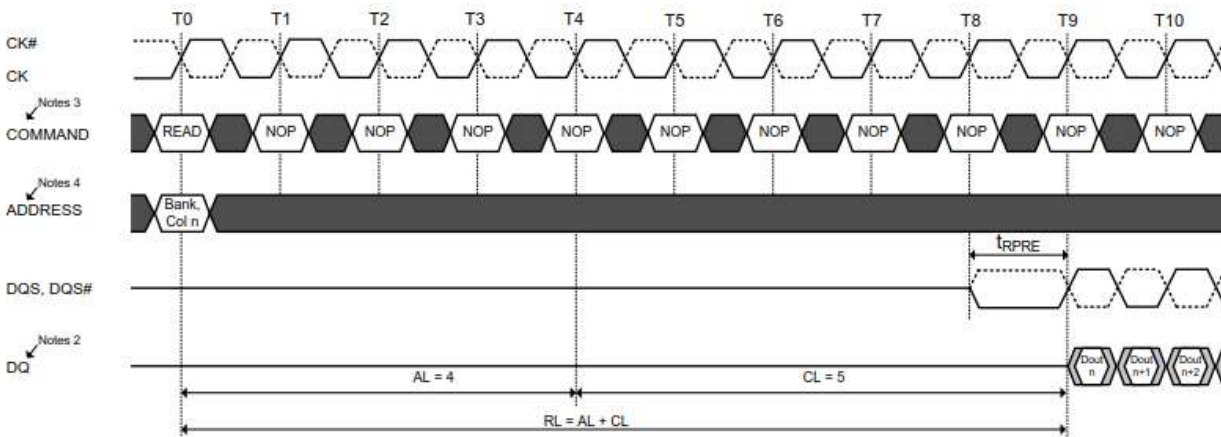 T0 T1 T2 T3 T4 T5 T6 T7 T8 T9 T10
CK#
CK
Notes 3
COMMAND READ NOP NOP NOP NOP NOP NOP NOP NOP NOP NOP
Notes 4
ADDRESS
Bank,
Col n
tRPRE
DQS, DQS#
Notes 2
DQ
Dout
n
Dout
n+1
Dout
n+2
AL = 4
CL = 5
RL = AL + CL